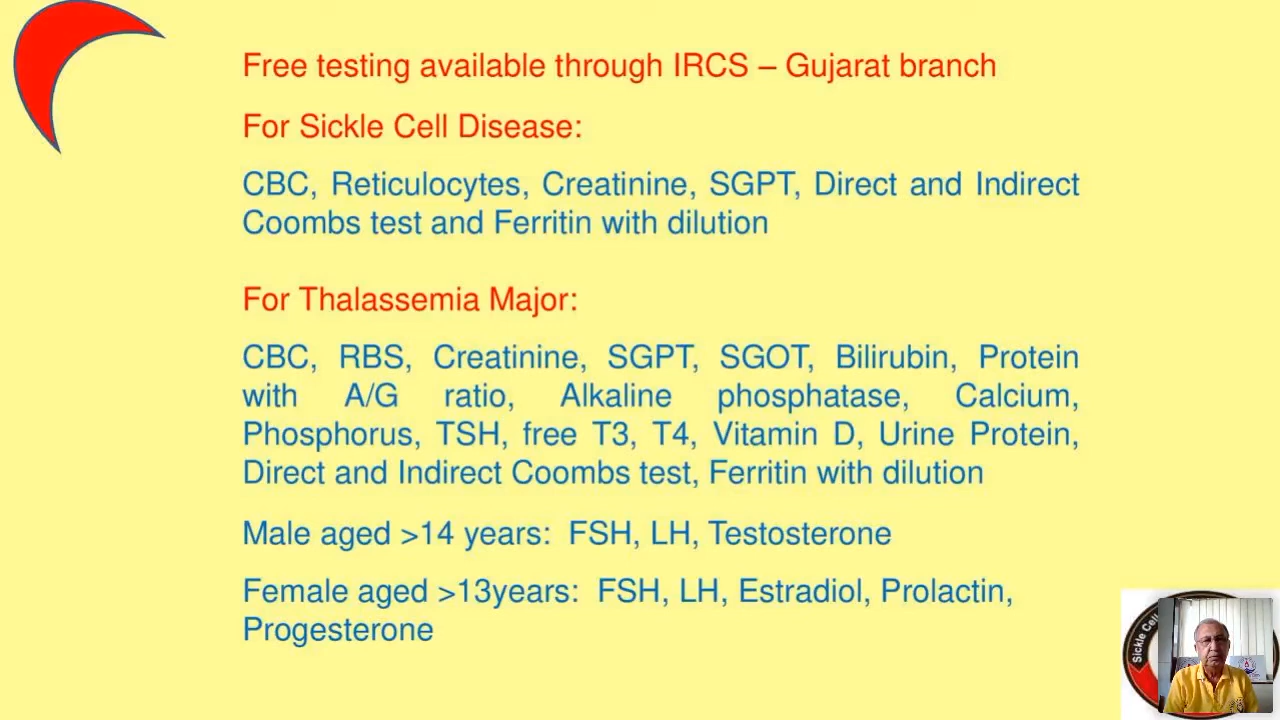 Free testing available through IRCS – Gujarat branch
For Sickle Cell Disease:
CBC, Reticulocytes, Creatinine, SGPT, Direct and Indirect
Coombs test and Ferritin with dilution
For Thalassemia Major:
CBC, RBS, Creatinine, SGPT, SGOT, Bilirubin, Protein
with A/G ratio, Alkaline phosphatase, Calcium,
Phosphorus, TSH, free T3, T4, Vitamin D, Urine Protein,
Direct and Indirect Coombs test, Ferritin with dilution
Male aged >14 years: FSH, LH, Testosterone
Female aged >13years: FSH, LH, Estradiol, Prolactin,
Progesterone
Sickle Cell